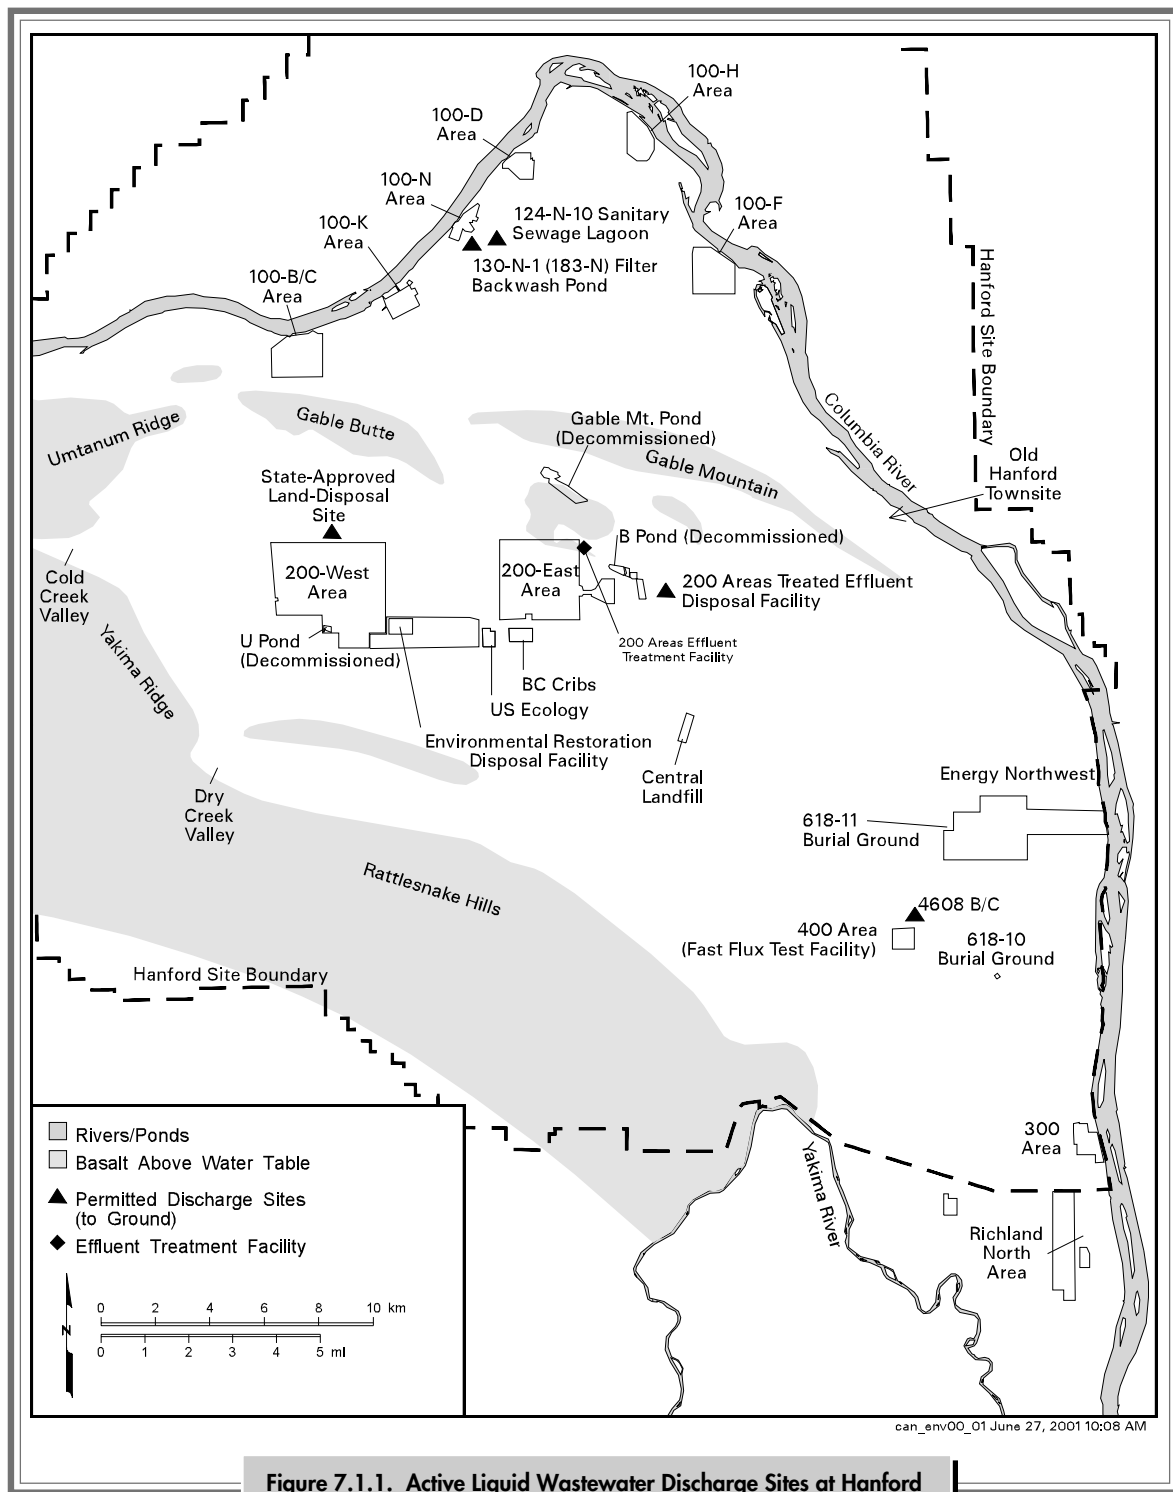 100-H
Area
100-D
Area
100-N
Area
124-N-10 Sanitary
Sewage Lagoon
100-F
Area
100-K
Area
130-N-1 (183-N) Filter
Backwash Pond
100-B/C
Area
Hanford Site Boundary
Columbia River
Umtanum Ridge
Gable Butte
Gable Mt. Pond
(Decommissioned)
Gable Mountain
Old
Hanford
Townsite
State-Approved
Land-Disposal
Site
B Pond (Decommissioned)
200-West
Area
200-East
Area
200 Areas Treated Effluent
Disposal Facility
Cold
Creek
Valley
Yakima Ridge
U Pond
(Decommissioned)
200 Areas Effluent
Treatment Facility
BC Cribs
US Ecology
Environmental Restoration
Disposal Facility
Central
Landfill
Dry
Creek
Valley
Energy Northwest
618-11
Burial Ground
Rattlesnake Hills
4608 B/C
400 Area
(Fast Flux Test Facility)
618-10
Burial Ground
Hanford Site Boundary
300
Area
Yakima River
Richland
North
Area
Rivers/Ponds
Basalt Above Water Table
Permitted Discharge Sites
(to Ground)
Effluent Treatment Facility
N
0 2 4 6 8 10 km
0 1 2 3 4 5 mi
can_env00_01 June 27, 2001 10:08 AM
Figure 7.1.1. Active Liquid Wastewater Discharge Sites at Hanford